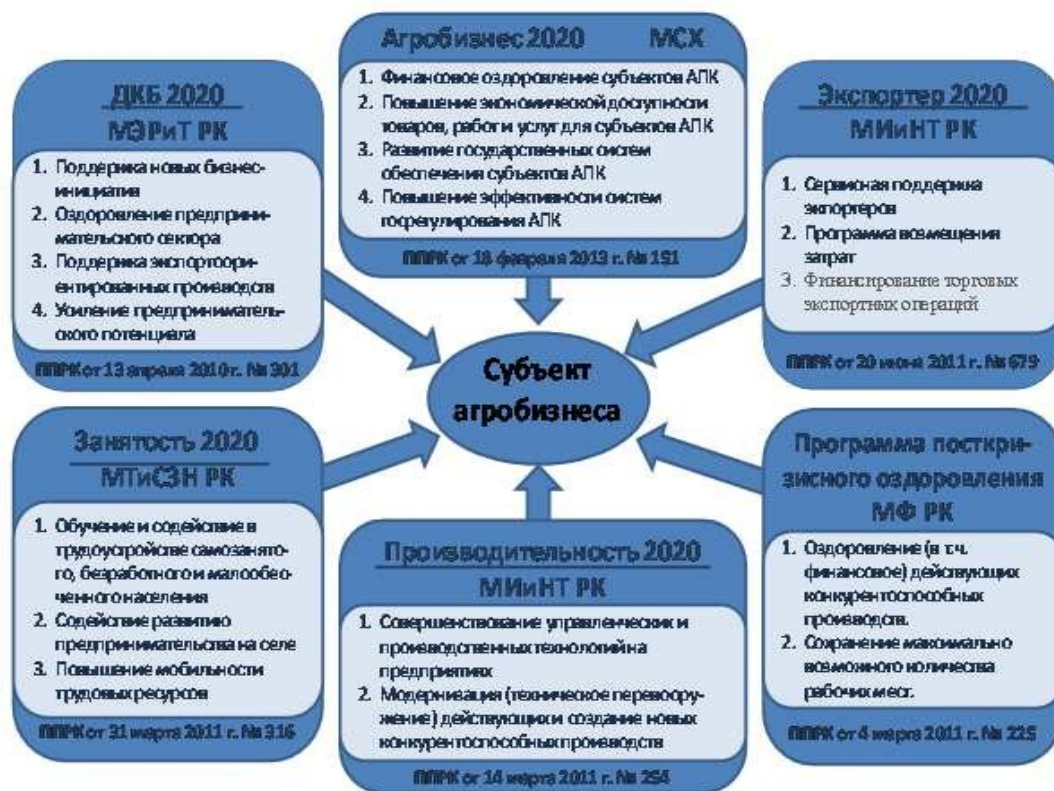 Агробизнес 2020 МСХ
1. Финансовое оздоровление субъектов АПК
2. Повышение экономической доступности
товаров, работ и услуг для субъектов АПК
3. Развитие государственных систем
обеспечения субъектов АПК
4. Повышение эффективности систем
госрегулирования АПК
ППРК от 18 февраля 2013 г. № 151
ДКБ 2020
МЭРиТ РК
1. Поддержка новых бизнес-
инициатив
2. Оздоровление предприни-
мательского сектора
3. Поддержка экспортоори-
ентированных производств
4. Усиление предприниматель-
ского потенциала
ППРК от 13 апреля 2010 г. № 301
Экспортер 2020
МИиНТ РК
1. Сервисная поддержка
экпортеров
2. Программа возмещения
затрат
3. Финансирование торговых
экспортных операций
ППРК от 20 июня 2011 г. № 679
Субъект
агробизнеса
Занятость 2020
МТиСЗН РК
1. Обучение и содействие в
трудоустройстве самозанято-
го, безработного и малообес-
ченного населения
2. Содействие развитию
предпринимательства на селе
3. Повышение мобильности
трудовых ресурсов
ППРК от 31 марта 2011 г. № 316
Производительность 2020
МИиНТ РК
1. Совершенствование управленческих и
производственных технологий на
предприятиях
2. Модернизация (техническое перевоору-
жение) действующих и создание новых
конкурентоспособных производств
ППРК от 14 марта 2011 г. № 254
Программа посткри-
зисного оздоровления
МФ РК
1. Оздоровление (в т.ч.
финансовое) действующих
конкурентоспособных
производств.
2. Сохранение максимально
возможного количества
рабочих мест.
ППРК от 4 марта 2011 г. № 225